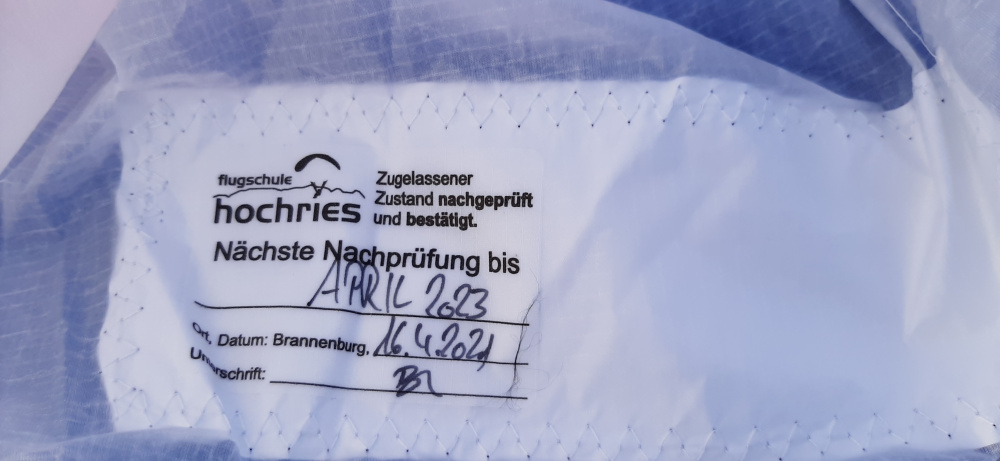 flugschule
hochries
Zugelassener
Zustand nachgeprüft
und bestätigt.
Nächste Nachprüfung bis
APRIL 2023
Ort, Datum: Brannenburg, 16.4.2021
Unterschrift: